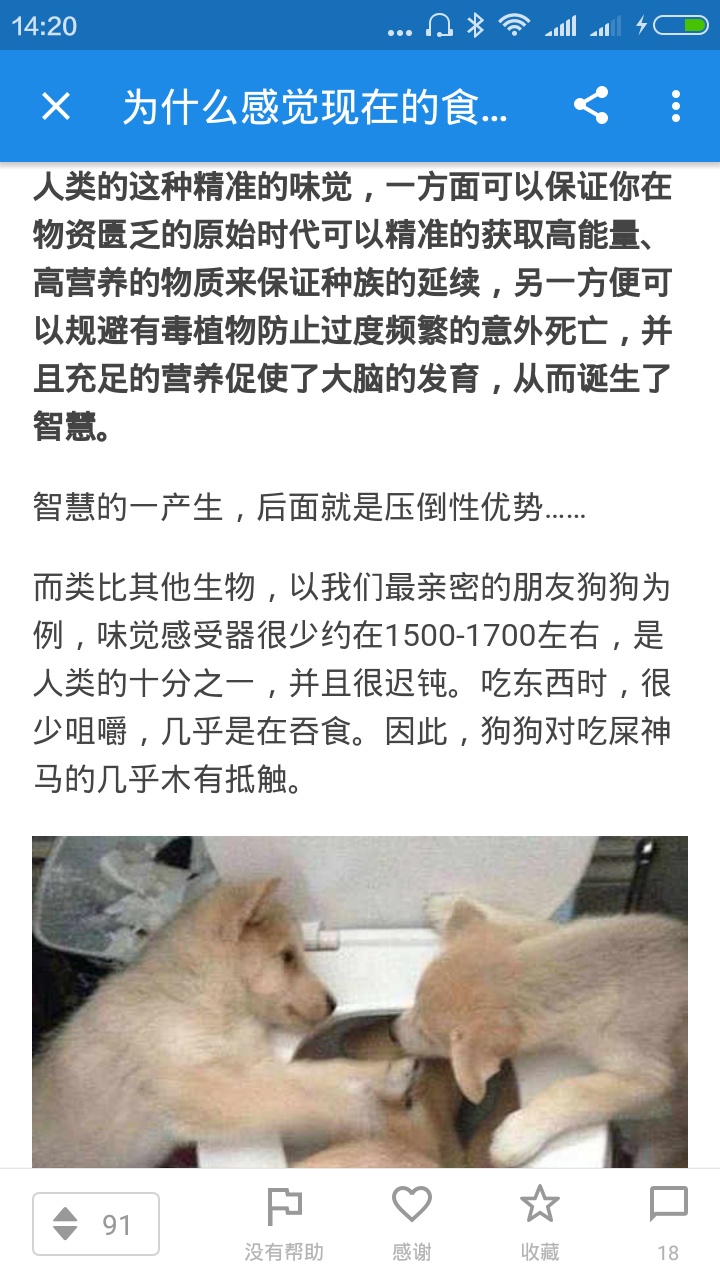 14:20
为什么感觉现在的食...
人类的这种精准的味觉，一方面可以保证你在
物资匮乏的原始时代可以精准的获取高能量、
高营养的物质来保证种族的延续，另一方便可
以规避有毒植物防止过度频繁的意外死亡，并
且充足的营养促使了大脑的发育，从而诞生了
智慧。
智慧的一产生，后面就是压倒性优势......
而类比其他生物，以我们最亲密的朋友狗狗为
例，味觉感受器很少约在1500-1700左右，是
人类的十分之一，并且很迟钝。吃东西时，很
少咀嚼，几乎是在吞食。因此，狗狗对吃屎神
马的几乎木有抵触。
91
没有帮助
感谢
收藏
18